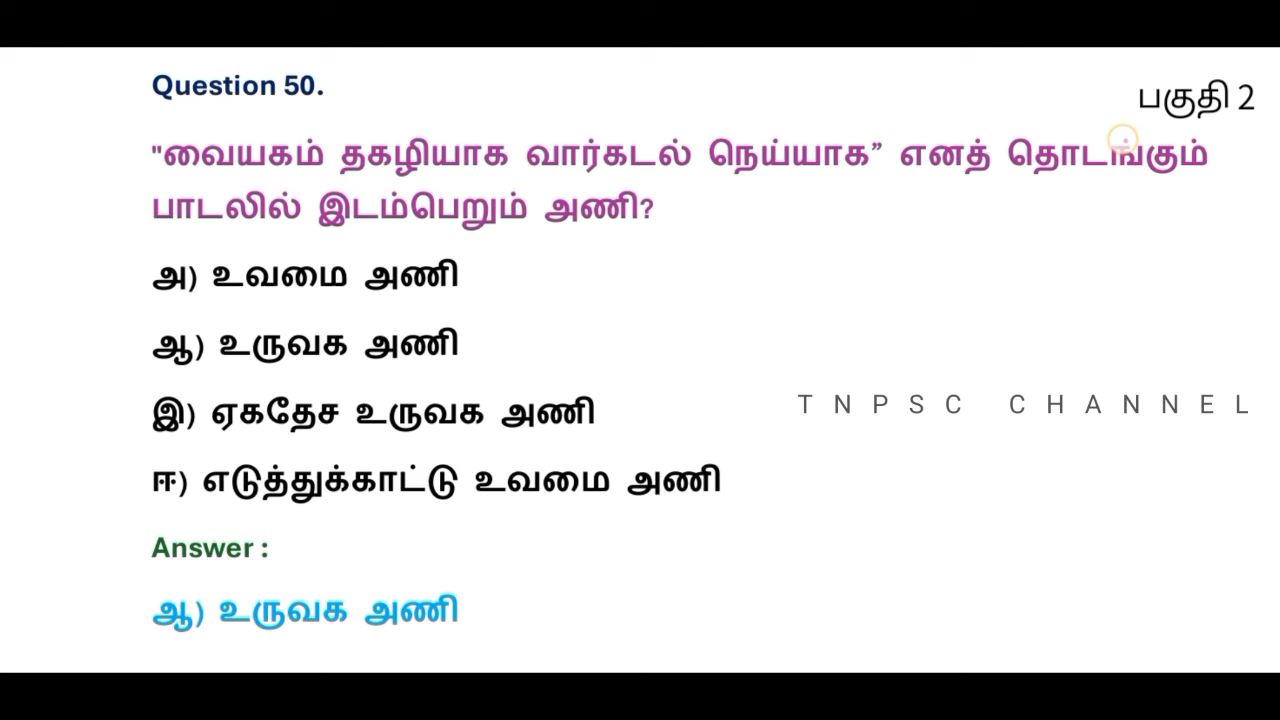 Question 50.
பகுதி 2
"வையகம் தகழியாக வார்கடல் நெய்யாக” எனத் தொடங்கும்
பாடலில் இடம்பெறும் அணி?
அ) உவமை அணி
ஆ) உருவக அணி
இ) ஏகதேச உருவக அணி
TNPSC CHANNEL
ஈ) எடுத்துக்காட்டு உவமை அணி
Answer :
ஆ) உருவக அணி